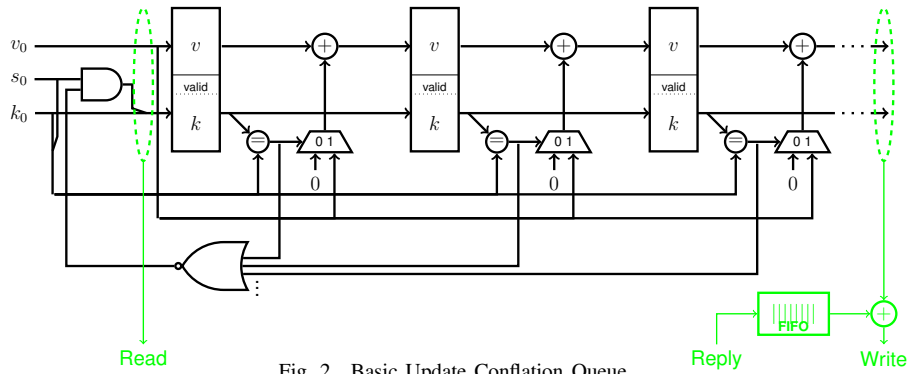 v₀ v + v + v + ...
s₀ valid valid valid
k₀ k k k ...
= 0 1 = 0 1 = 0 1
0 0 0
⋮
FIFO +
Read Reply Write
Fig. 2. Basic Update Conflation Queue